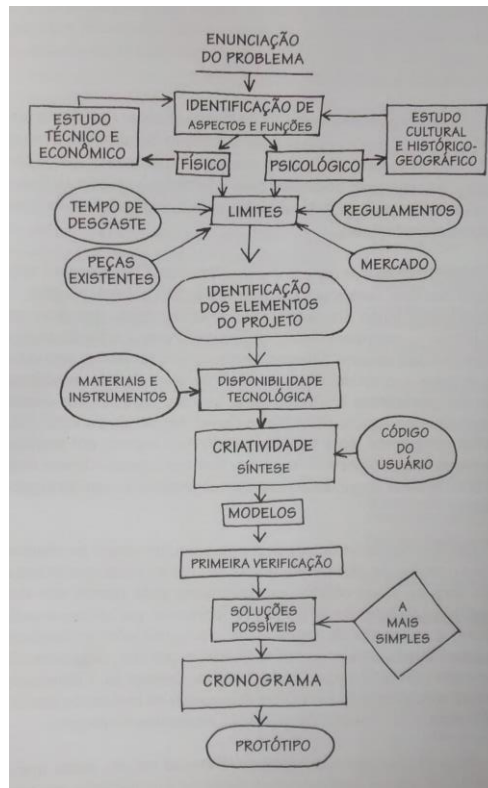 ENUNCIAÇÃO
DO PROBLEMA
IDENTIFICAÇÃO DE
ASPECTOS E FUNÇÕES
ESTUDO
TÉCNICO E
ECONÔMICO
ESTUDO
CULTURAL
E HISTÓRICO-
GEOGRÁFICO
FÍSICO
PSICOLÓGICO
TEMPO DE
DESGASTE
LIMITES
REGULAMENTOS
PEÇAS
EXISTENTES
MERCADO
IDENTIFICAÇÃO
DOS ELEMENTOS
DO PROJETO
MATERIAIS E
INSTRUMENTOS
DISPONIBILIDADE
TECNOLÓGICA
CRIATIVIDADE
SÍNTESE
CÓDIGO
DO
USUÁRIO
MODELOS
PRIMEIRA VERIFICAÇÃO
SOLUÇÕES
POSSÍVEIS
A
MAIS
SIMPLES
CRONOGRAMA
PROTÓTIPO